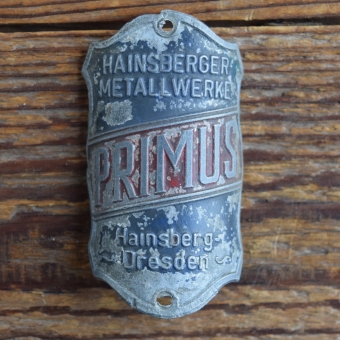 HAINSBERGER
METALLWERKE
PRIMUS
Hainsberg-
Dresden